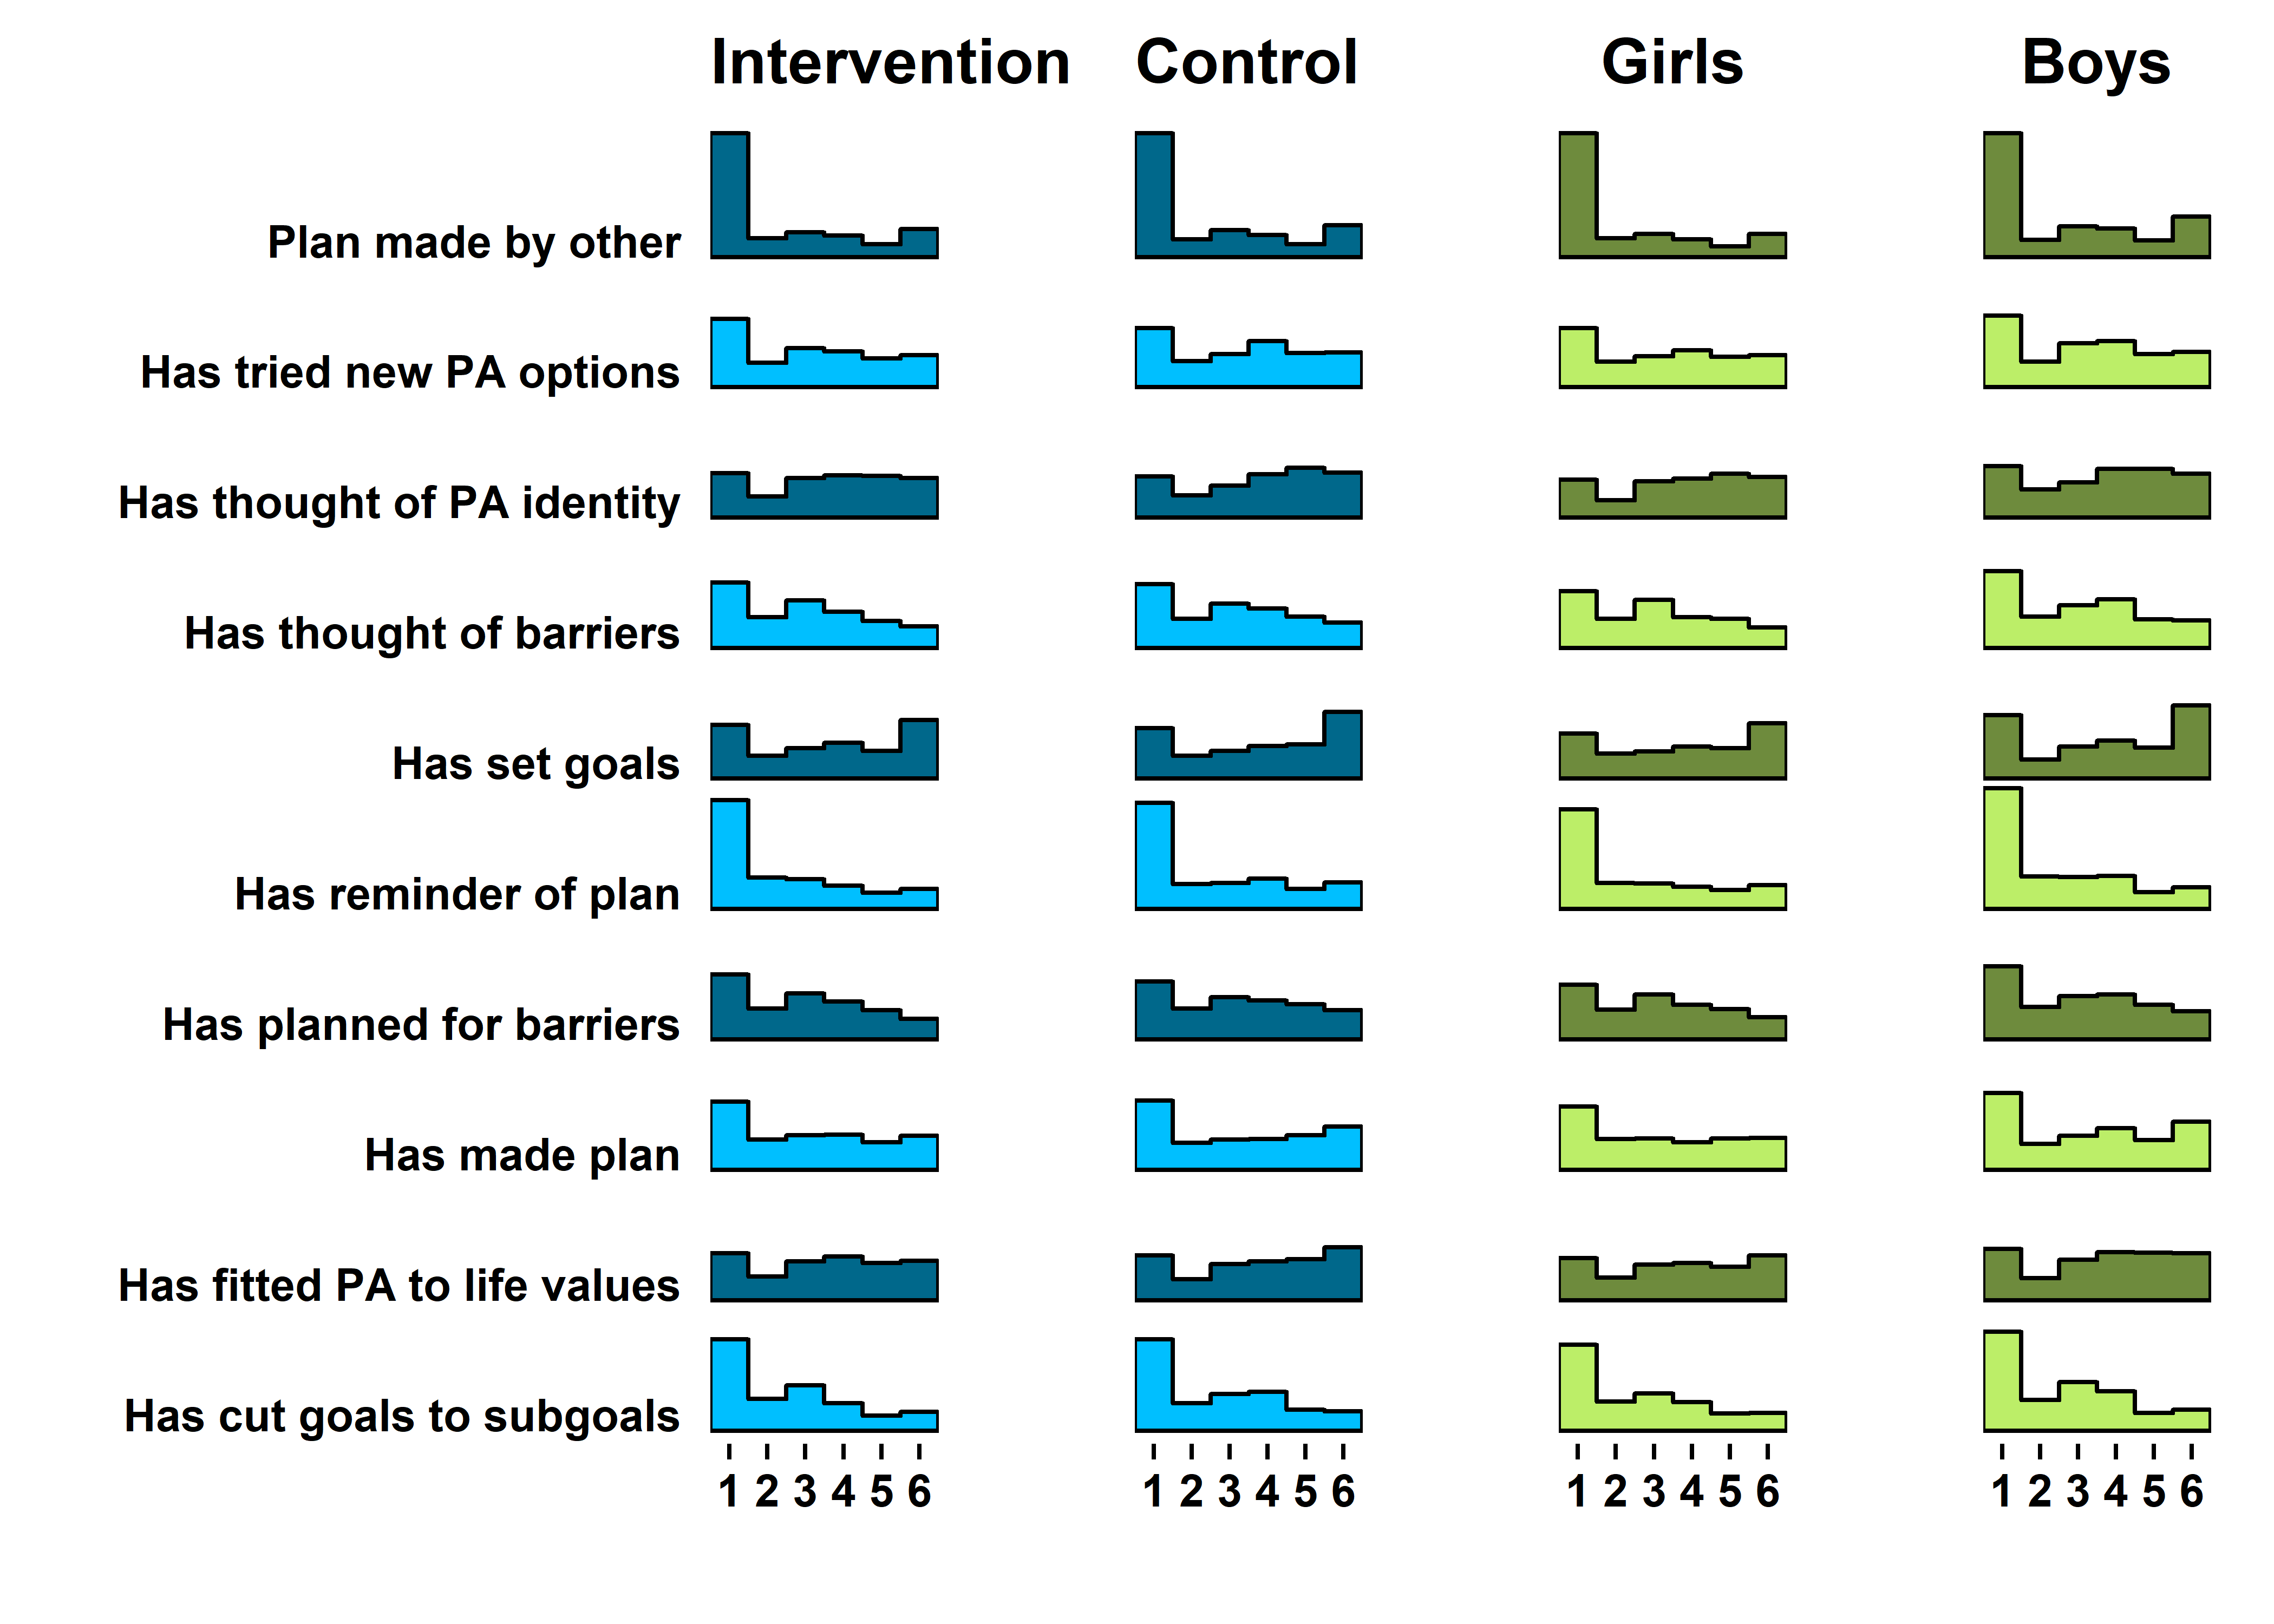 Intervention Control Girls Boys
Plan made by other
Has tried new PA options
Has thought of PA identity
Has thought of barriers
Has set goals
Has reminder of plan
Has planned for barriers
Has made plan
Has fitted PA to life values
Has cut goals to subgoals
1 2 3 4 5 6 1 2 3 4 5 6 1 2 3 4 5 6 1 2 3 4 5 6